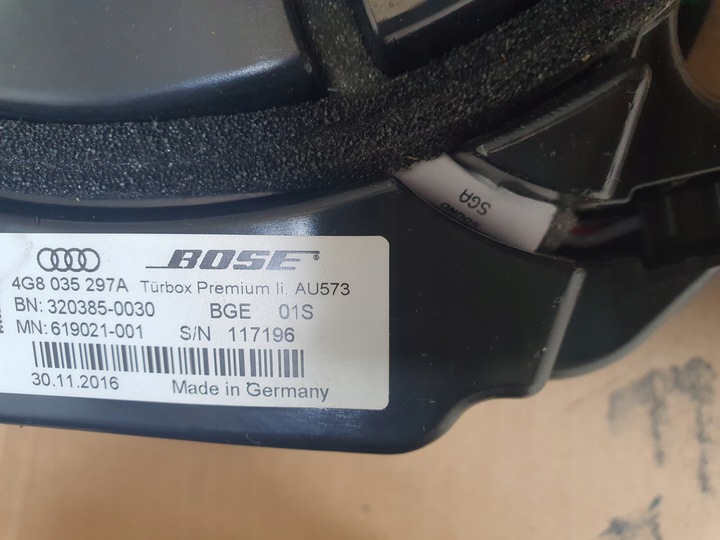 BOSE
4G8 035 297A Türbox Premium li. AU573
BN: 320385-0030 BGE 01S
MN: 619021-001 S/N 117196
30.11.2016 Made in Germany
SGA